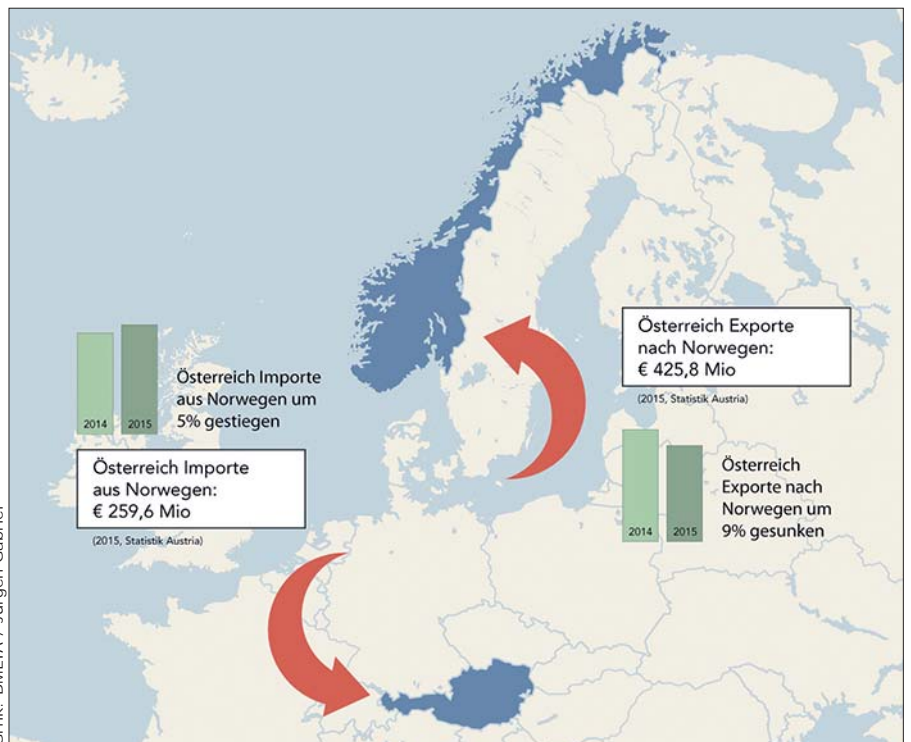 2014
2015
Österreich Importe
aus Norwegen um
5% gestiegen
Österreich Importe
aus Norwegen:
€ 259,6 Mio
(2015, Statistik Austria)
Österreich Exporte
nach Norwegen:
€ 425,8 Mio
(2015, Statistik Austria)
2014
2015
Österreich
Exporte nach
Norwegen um
9% gesunken
/ Jürgen Gabriel